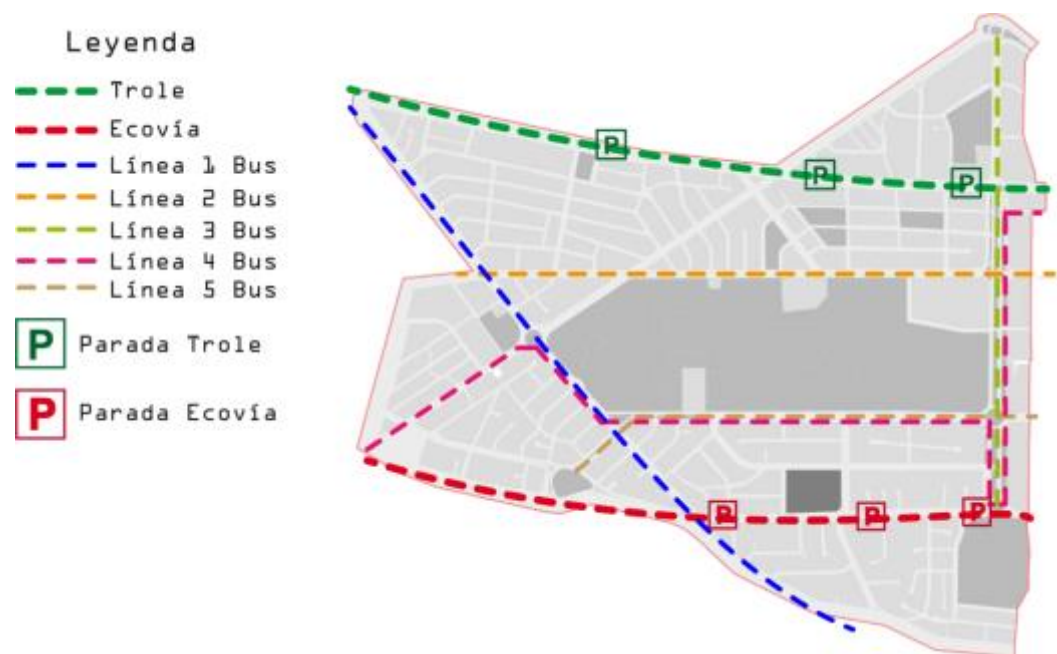 Leyenda
Trole
Ecovía
Línea 1 Bus
Línea 2 Bus
Línea 3 Bus
Línea 4 Bus
Línea 5 Bus
P Parada Trole
P Parada Ecovía
P
P
P
P
P
P